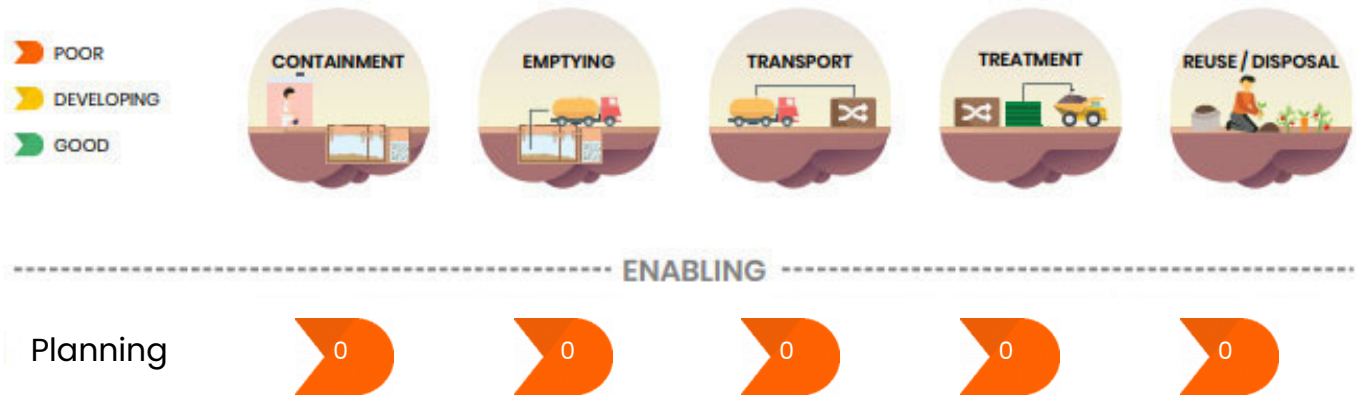 POOR
DEVELOPING
GOOD
CONTAINMENT
EMPTYING
TRANSPORT
TREATMENT
REUSE / DISPOSAL
ENABLING
Planning 0 0 0 0 0